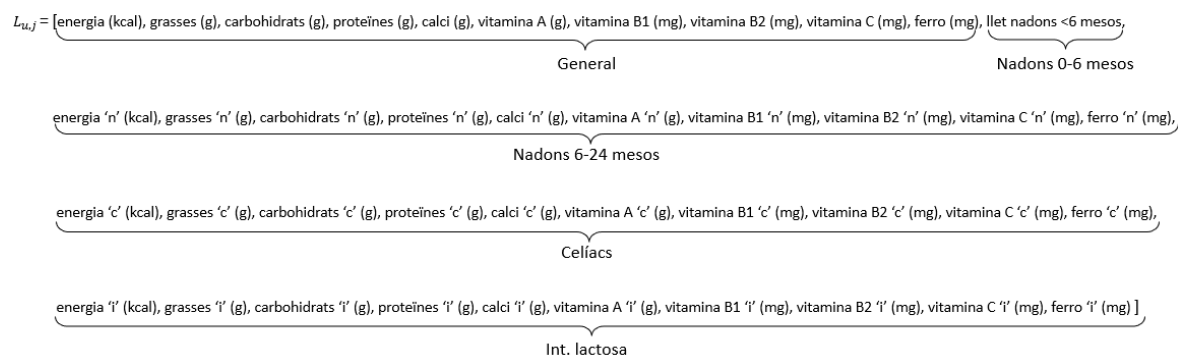 L_{u,j} = [energia (kcal), grasses (g), carbohidrats (g), proteïnes (g), calci (g), vitamina A (g), vitamina B1 (mg), vitamina B2 (mg), vitamina C (mg), ferro (mg), llet nadons <6 mesos,
General Nadons 0-6 mesos
energia ‘n’ (kcal), grasses ‘n’ (g), carbohidrats ‘n’ (g), proteïnes ‘n’ (g), calci ‘n’ (g), vitamina A ‘n’ (g), vitamina B1 ‘n’ (mg), vitamina B2 ‘n’ (mg), vitamina C ‘n’ (mg), ferro ‘n’ (mg),
Nadons 6-24 mesos
energia ‘c’ (kcal), grasses ‘c’ (g), carbohidrats ‘c’ (g), proteïnes ‘c’ (g), calci ‘c’ (g), vitamina A ‘c’ (g), vitamina B1 ‘c’ (mg), vitamina B2 ‘c’ (mg), vitamina C ‘c’ (mg), ferro ‘c’ (mg),
Celíacs
energia ‘i’ (kcal), grasses ‘i’ (g), carbohidrats ‘i’ (g), proteïnes ‘i’ (g), calci ‘i’ (g), vitamina A ‘i’ (g), vitamina B1 ‘i’ (mg), vitamina B2 ‘i’ (mg), vitamina C ‘i’ (mg), ferro ‘i’ (mg) ]
Int. lactosa